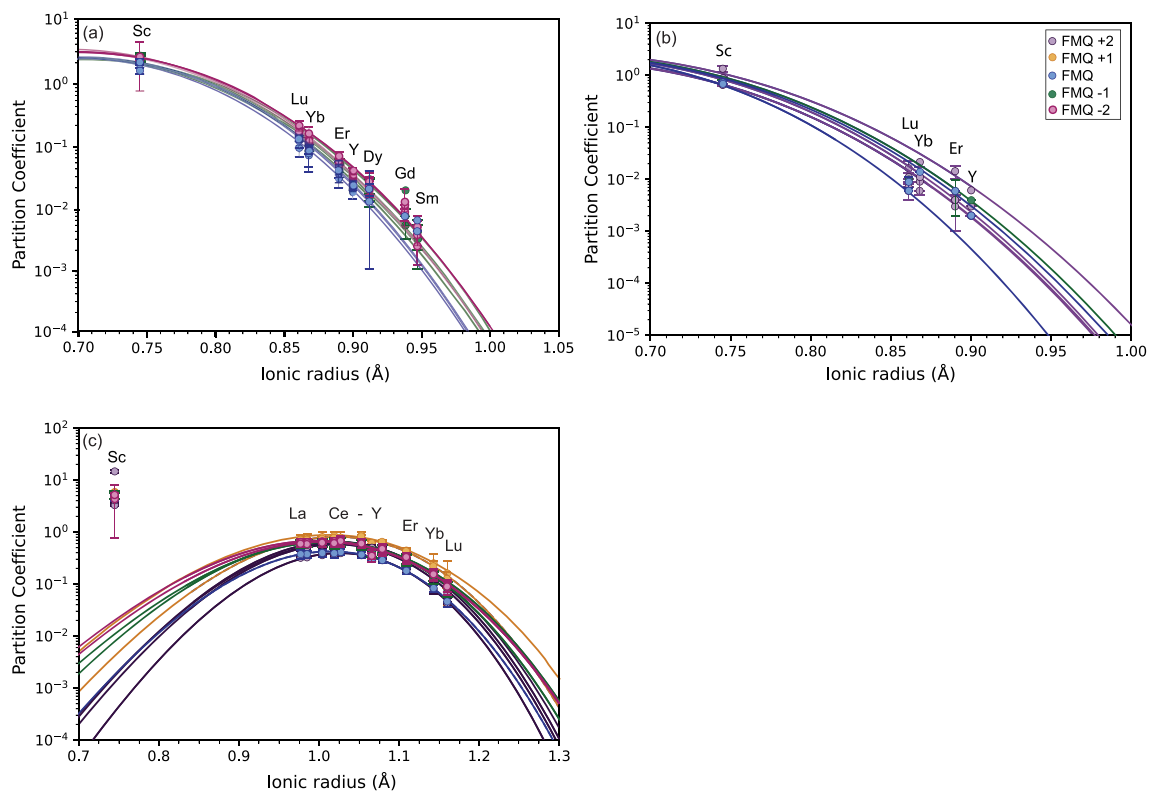 (a)
Sc
Lu
Yb
Er
Y
Dy
Gd
Sm
10^1
10^0
10^-1
10^-2
10^-3
10^-4
Partition Coefficient
0.70 0.75 0.80 0.85 0.90 0.95 1.00 1.05
Ionic radius (Å)
(b)
Sc
Lu
Yb
Er
Y
FMQ +2
FMQ +1
FMQ
FMQ -1
FMQ -2
10^1
10^0
10^-1
10^-2
10^-3
10^-4
10^-5
Partition Coefficient
0.70 0.75 0.80 0.85 0.90 0.95 1.00
Ionic radius (Å)
(c)
Sc
La
Ce - Y
Er
Yb
Lu
10^2
10^1
10^0
10^-1
10^-2
10^-3
10^-4
Partition Coefficient
0.7 0.8 0.9 1.0 1.1 1.2 1.3
Ionic radius (Å)